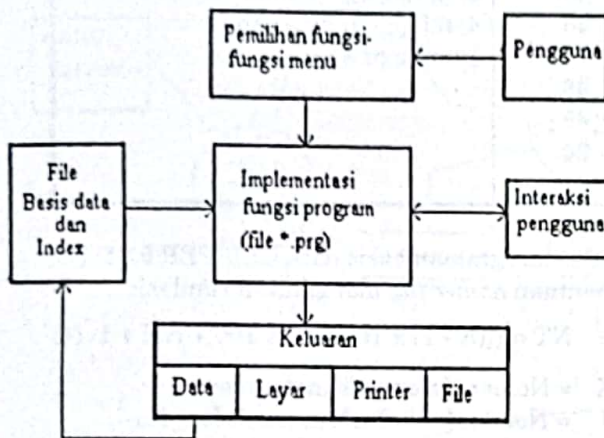 Pemilihan fungsi-
fungsi menu
Pengguna
File
Basis data
dan
Index
Implementasi
fungsi program
(file *.prg)
Interaksi
pengguna
Keluaran
Data
Layar
Printer
File